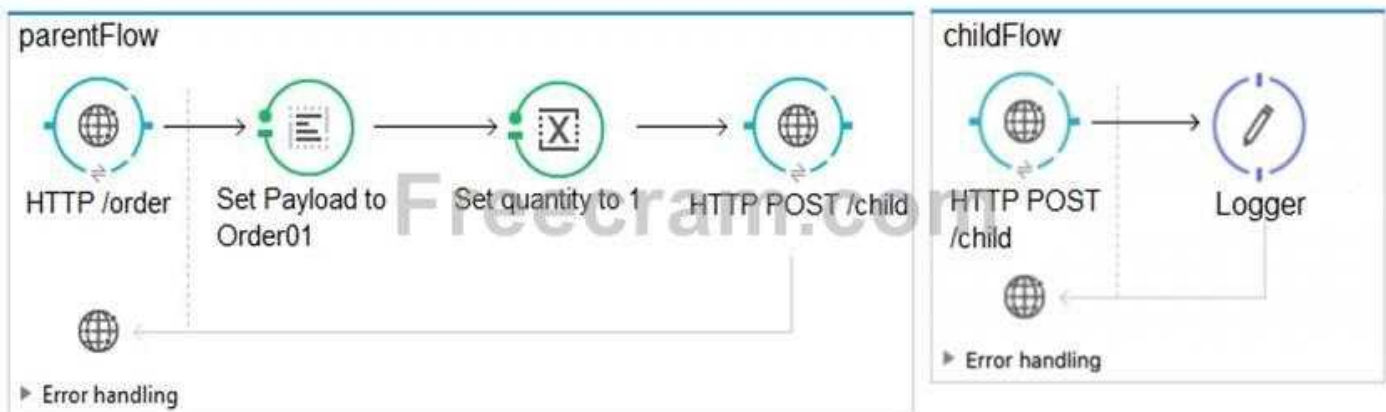 parentFlow
HTTP /order
Set Payload to
Order01
Set quantity to 1
HTTP POST /child
Error handling
childFlow
HTTP POST
/child
Logger
Error handling
Freecram.com